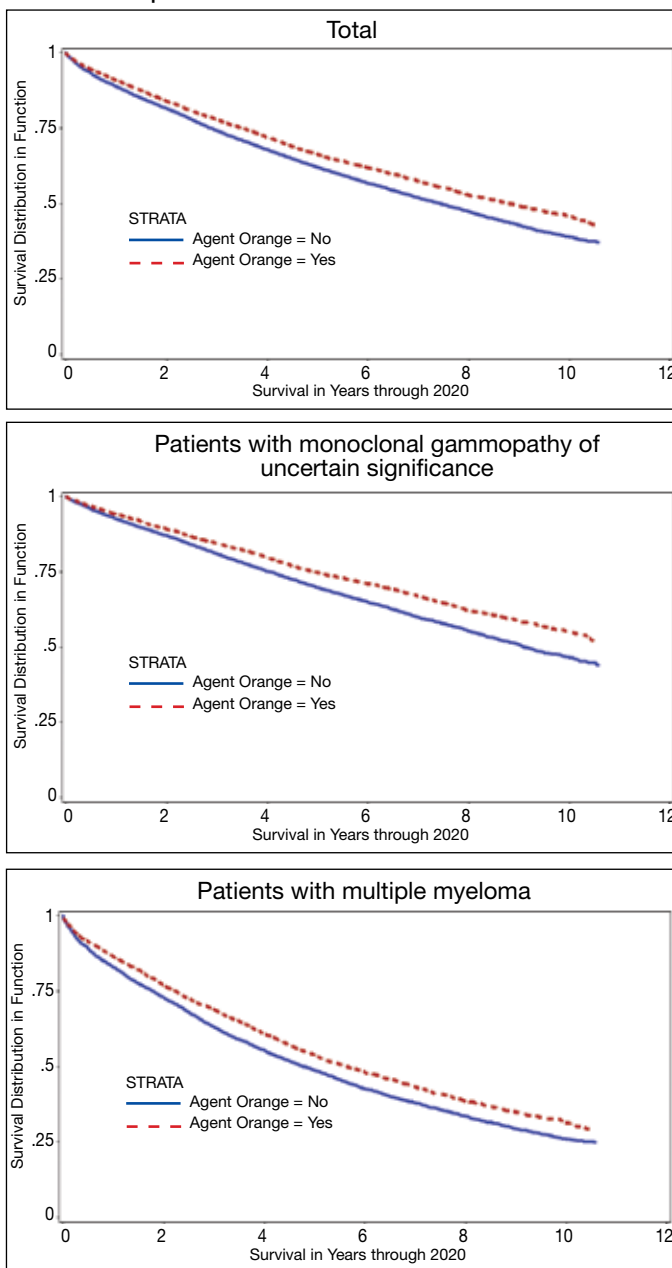 Total
Survival Distribution in Function
1
.75
.5
.25
0
STRATA
Agent Orange = No
Agent Orange = Yes
0 2 4 6 8 10 12
Survival in Years through 2020
Patients with monoclonal gammopathy of
uncertain significance
Survival Distribution in Function
1
.75
.5
.25
0
STRATA
Agent Orange = No
Agent Orange = Yes
0 2 4 6 8 10 12
Survival in Years through 2020
Patients with multiple myeloma
Survival Distribution in Function
1
.75
.5
.25
0
STRATA
Agent Orange = No
Agent Orange = Yes
0 2 4 6 8 10 12
Survival in Years through 2020